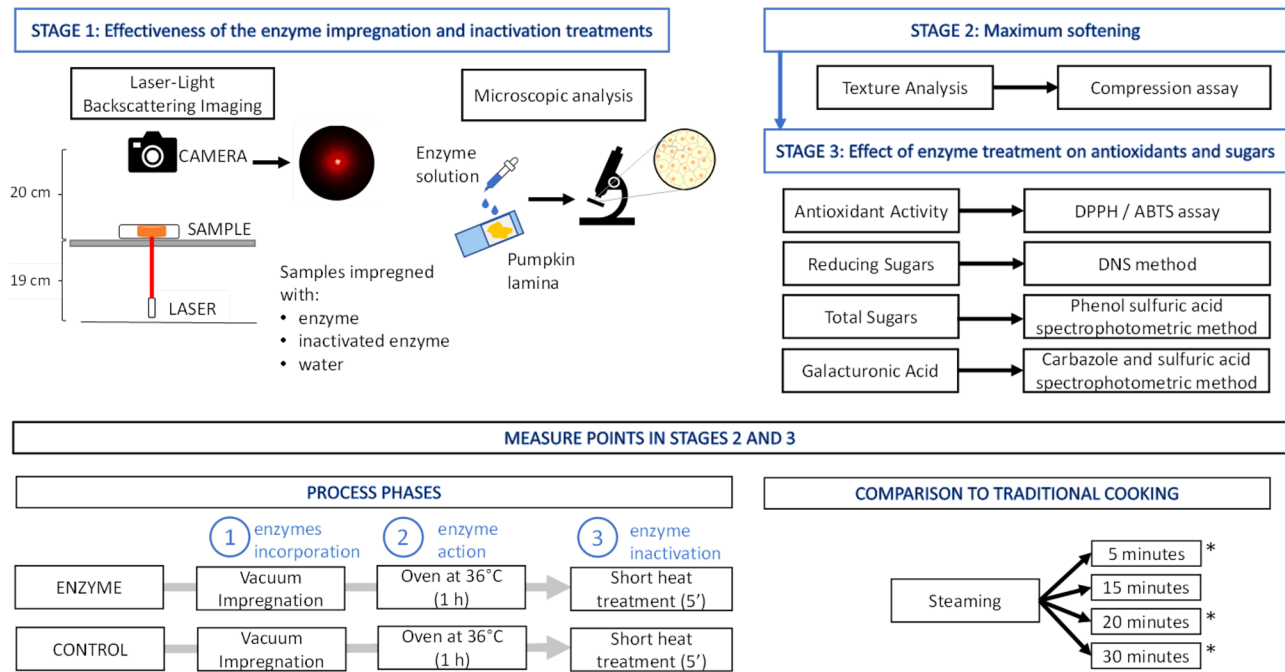 STAGE 1: Effectiveness of the enzyme impregnation and inactivation treatments
Laser-Light
Backscattering Imaging
CAMERA
20 cm
SAMPLE
19 cm
LASER
Microscopic analysis
Enzyme
solution
Pumpkin
lamina
Samples impregned
with:
• enzyme
• inactivated enzyme
• water
STAGE 2: Maximum softening
Texture Analysis
Compression assay
STAGE 3: Effect of enzyme treatment on antioxidants and sugars
Antioxidant Activity
DPPH / ABTS assay
Reducing Sugars
DNS method
Total Sugars
Phenol sulfuric acid
spectrophotometric method
Galacturonic Acid
Carbazole and sulfuric acid
spectrophotometric method
MEASURE POINTS IN STAGES 2 AND 3
PROCESS PHASES
1 enzymes
incorporation
2 enzyme
action
3 enzyme
inactivation
ENZYME
Vacuum
Impregnation
Oven at 36°C
(1 h)
Short heat
treatment (5’)
CONTROL
Vacuum
Impregnation
Oven at 36°C
(1 h)
Short heat
treatment (5’)
COMPARISON TO TRADITIONAL COOKING
Steaming
5 minutes *
15 minutes
20 minutes *
30 minutes *